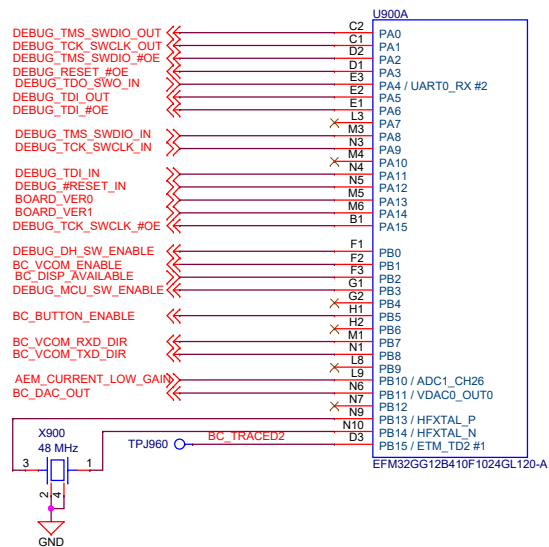 U900A
DEBUG_TMS_SWDIO_OUT C2 PA0
DEBUG_TCK_SWCLK_OUT C1 PA1
DEBUG_TMS_SWDIO_#OE D2 PA2
DEBUG_RESET_#OE D1 PA3
DEBUG_TDO_SWO_IN E3 PA4 / UART0_RX #2
DEBUG_TDI_OUT E2 PA5
DEBUG_TDI_#OE E1 PA6
L3 PA7
DEBUG_TMS_SWDIO_IN M3 PA8
DEBUG_TCK_SWCLK_IN N3 PA9
M4 PA10
DEBUG_TDI_IN N4 PA11
DEBUG_#RESET_IN N5 PA12
BOARD_VER0 M5 PA13
BOARD_VER1 M6 PA14
DEBUG_TCK_SWCLK_#OE B1 PA15
DEBUG_DH_SW_ENABLE F1 PB0
BC_VCOM_ENABLE F2 PB1
BC_DISP_AVAILABLE F3 PB2
DEBUG_MCU_SW_ENABLE G1 PB3
G2 PB4
BC_BUTTON_ENABLE H1 PB5
H2 PB6
BC_VCOM_RXD_DIR M1 PB7
BC_VCOM_TXD_DIR N1 PB8
L8 PB9
AEM_CURRENT_LOW_GAIN L9 PB10 / ADC1_CH26
BC_DAC_OUT N6 PB11 / VDAC0_OUT0
N7 PB12
N9 PB13 / HFXTAL_P
X900 N10 PB14 / HFXTAL_N
48 MHz TPJ960 BC_TRACED2 D3 PB15 / ETM_TD2 #1
EFM32GG12B410F1024GL120-A
3 1
2 4
GND